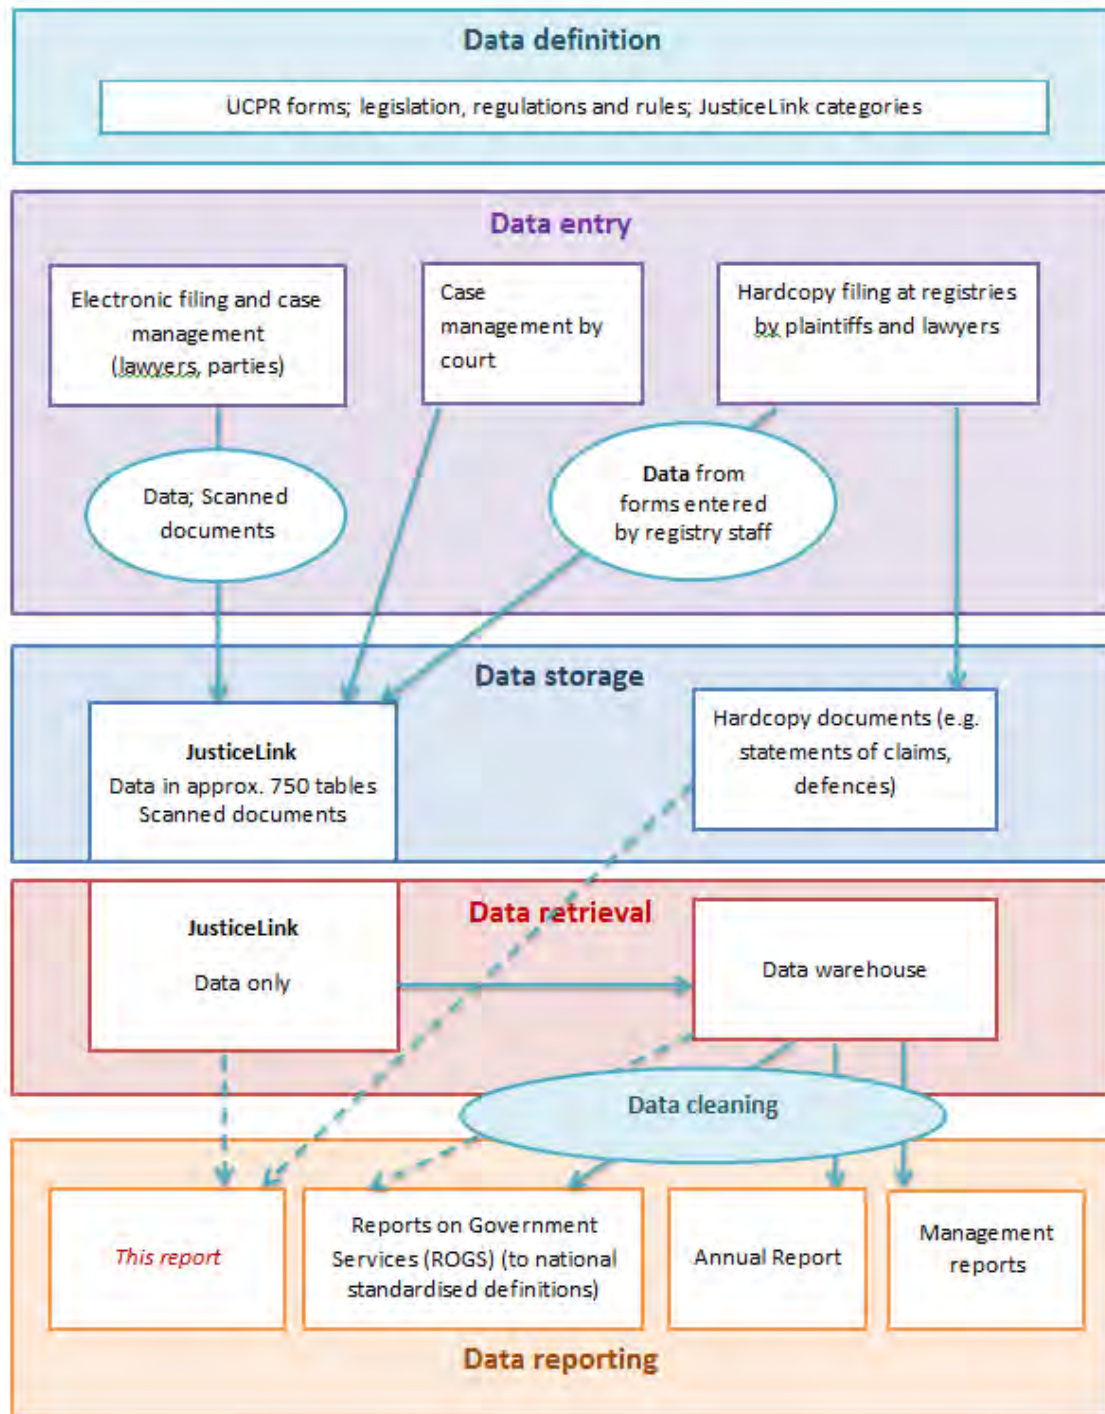 Data definition
UCPR forms; legislation, regulations and rules; JusticeLink categories
Data entry
Electronic filing and case
management
(lawyers, parties)
Case
management by
court
Hardcopy filing at registries
by plaintiffs and lawyers
Data; Scanned
documents
Data from
forms entered
by registry staff
Data storage
JusticeLink
Data in approx. 750 tables
Scanned documents
Hardcopy documents (e.g.
statements of claims,
defences)
Data retrieval
JusticeLink
Data only
Data warehouse
Data cleaning
This report
Reports on Government
Services (ROGS) (to national
standardised definitions)
Annual Report
Management
reports
Data reporting